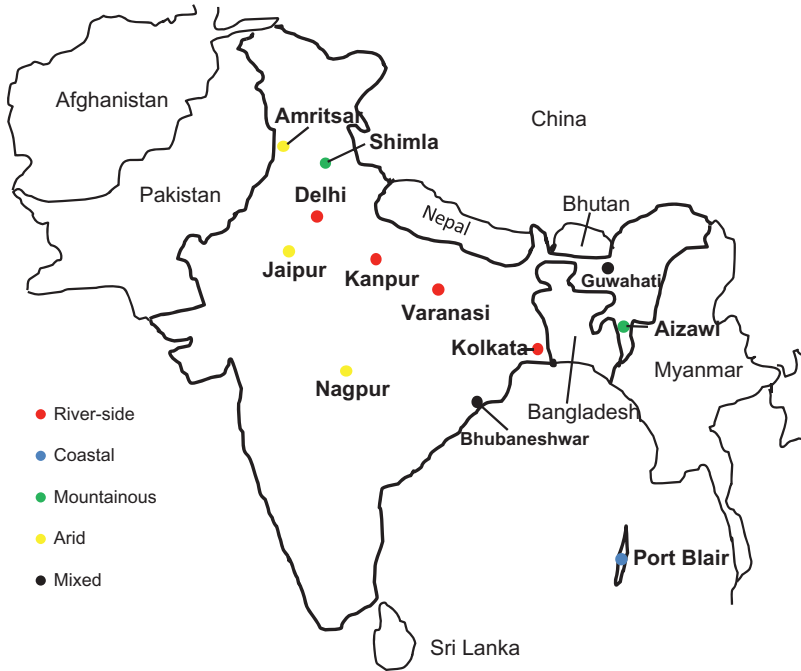 Afghanistan
Amritsar
China
Shimla
Pakistan
Delhi
Nepal
Bhutan
Jaipur
Kanpur
Guwahati
Varanasi
Aizawl
Kolkata
Myanmar
Nagpur
Bangladesh
Bhubaneshwar
River-side
Coastal
Mountainous
Arid
Mixed
Port Blair
Sri Lanka